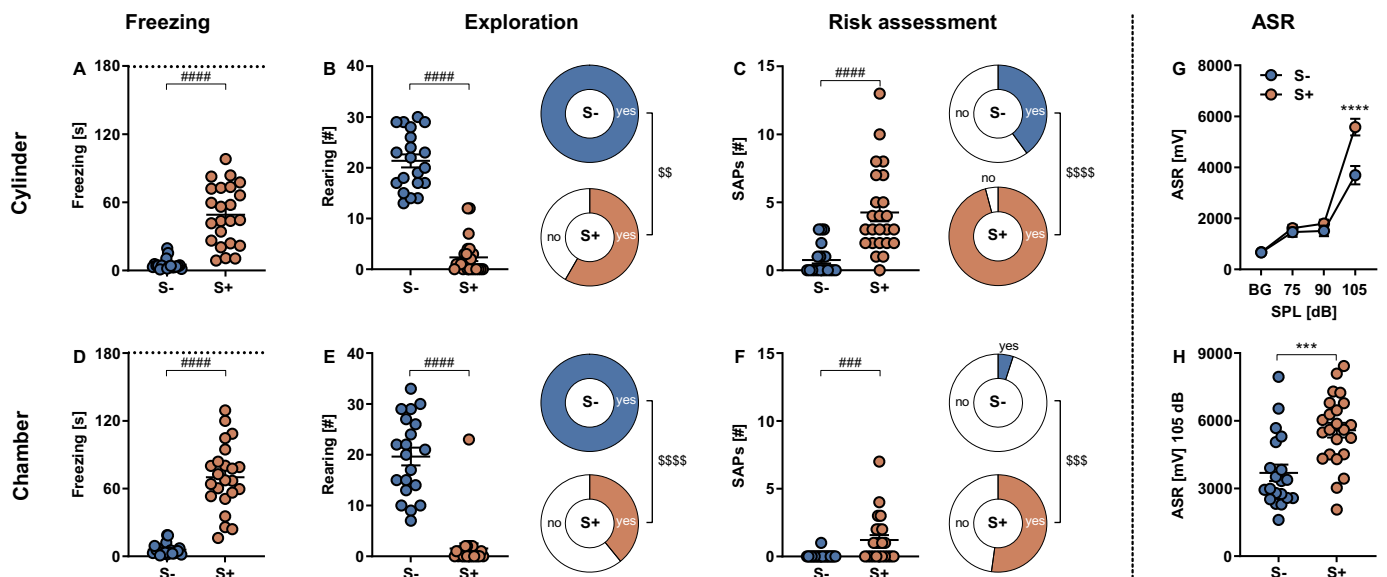 Freezing
Exploration
Risk assessment
ASR
Cylinder
A
Freezing [s]
180
120
60
0
####
S-
S+
B
Rearing [#]
40
30
20
10
0
####
S-
S+
S-
yes
S+
no
yes
$$
C
SAPs [#]
15
10
5
0
####
S-
S+
no
S-
yes
no
S+
yes
$$$$
G
ASR [mV]
8000
6000
4000
2000
0
S-
S+
****
BG 75 90 105
SPL [dB]
Chamber
D
Freezing [s]
180
120
60
0
####
S-
S+
E
Rearing [#]
40
30
20
10
0
####
S-
S+
S-
yes
no
S+
yes
$$$$
F
SAPs [#]
15
10
5
0
###
S-
S+
yes
no
S-
no
S+
yes
$$$
H
ASR [mV] 105 dB
9000
6000
3000
0
***
S-
S+